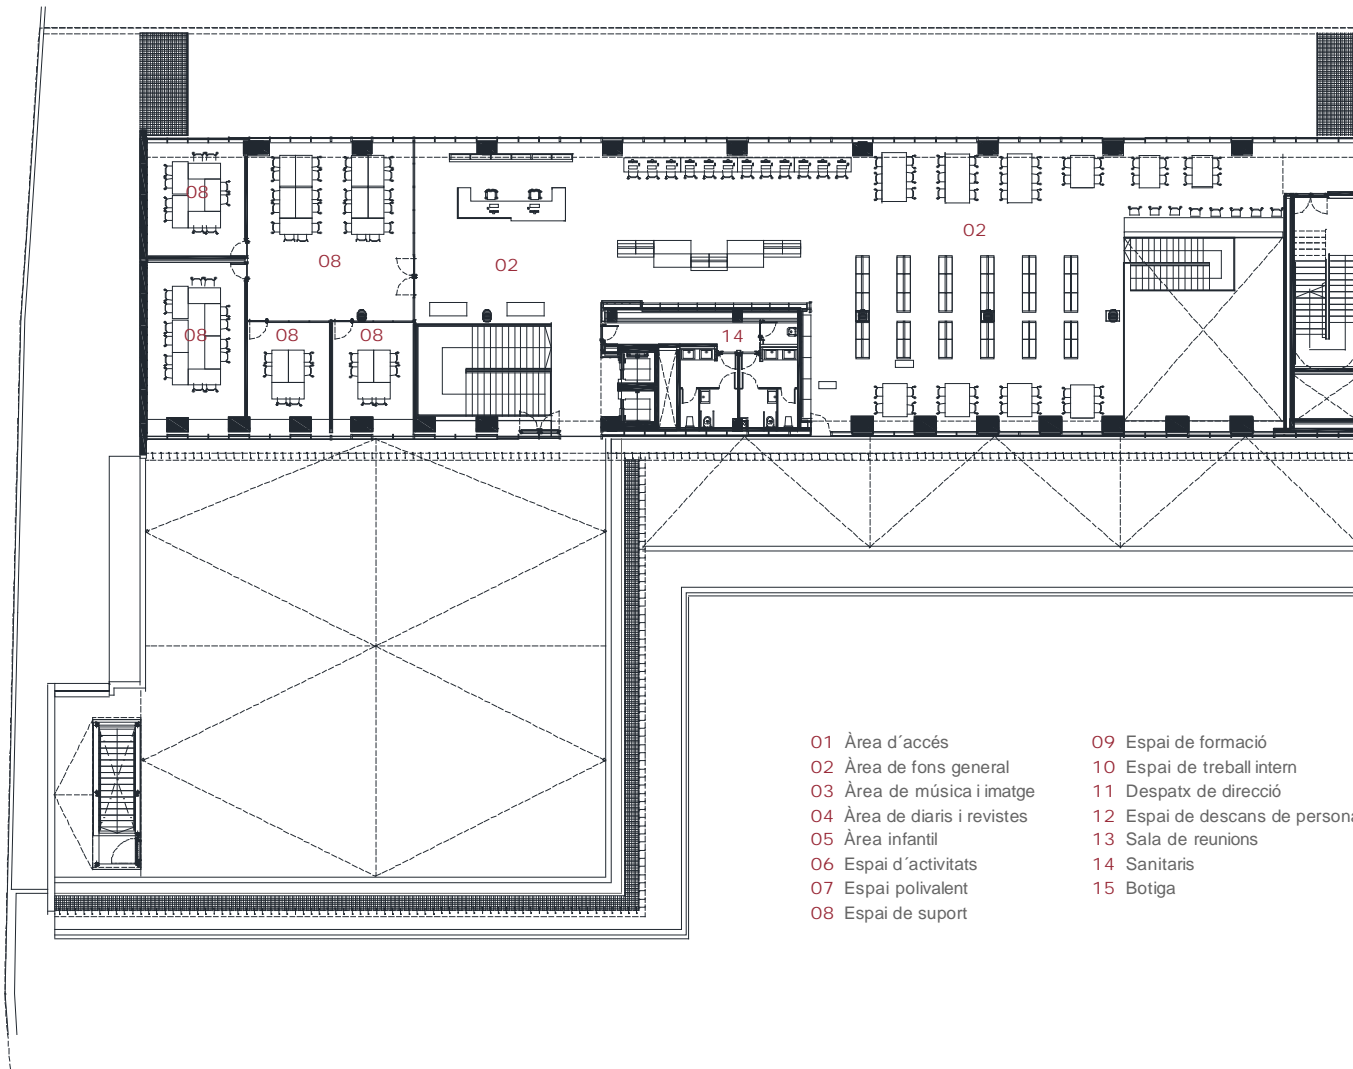 08
02
08
02
08
08
08
14
01 Àrea d´accés
02 Àrea de fons general
03 Àrea de música i imatge
04 Àrea de diaris i revistes
05 Àrea infantil
06 Espai d´activitats
07 Espai polivalent
08 Espai de suport
09 Espai de formació
10 Espai de treball intern
11 Despatx de direcció
12 Espai de descans de persona
13 Sala de reunions
14 Sanitaris
15 Botiga